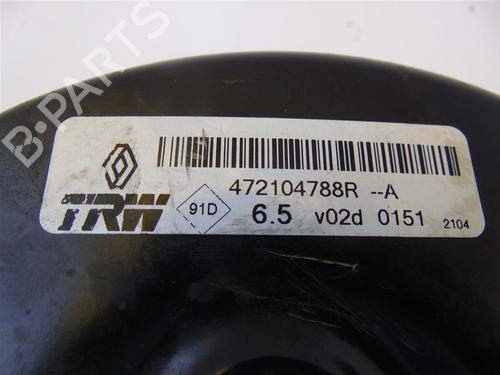 B-PARTS
472104788R --A
TRW
91D
6.5 v02d 0151 2104